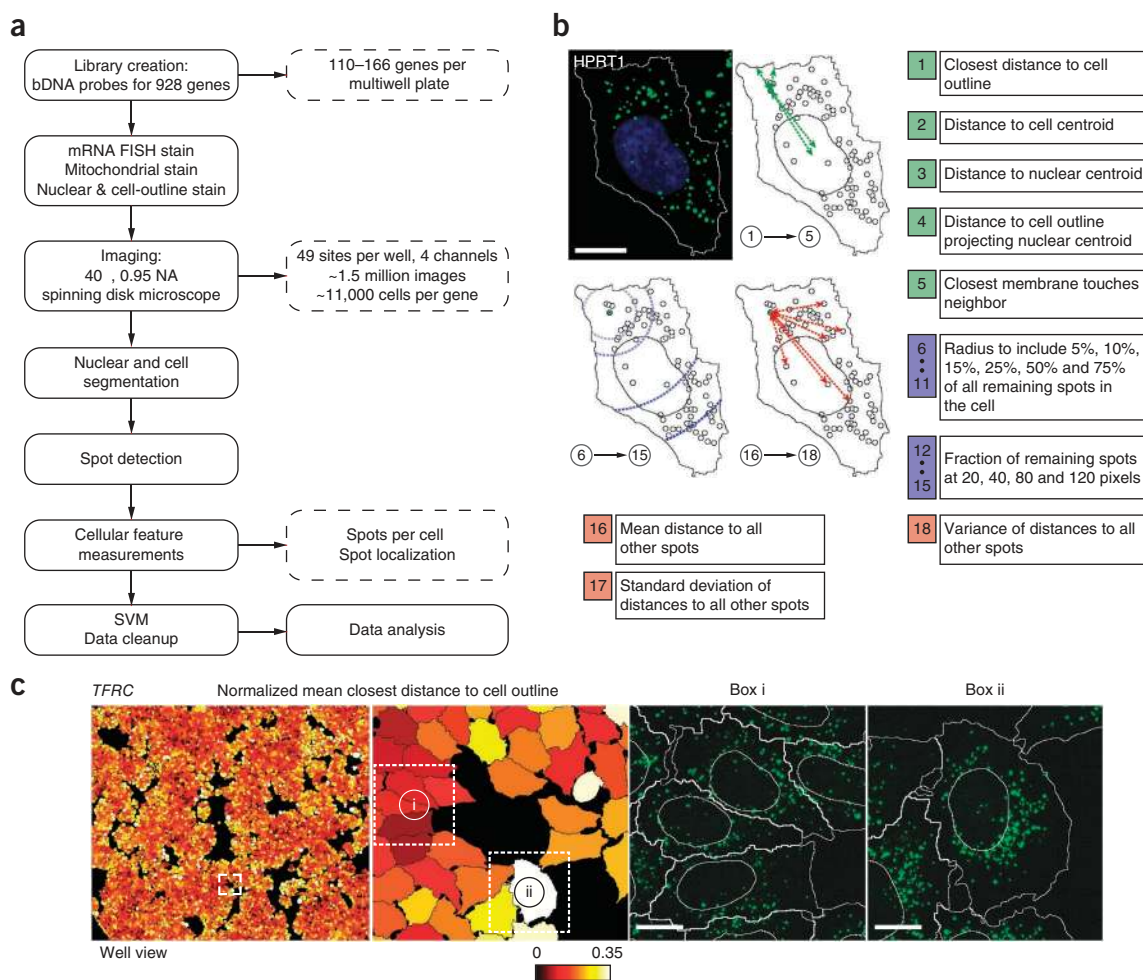 a
Library creation:
bDNA probes for 928 genes
110–166 genes per
multiwell plate
mRNA FISH stain
Mitochondrial stain
Nuclear & cell-outline stain
Imaging:
40 , 0.95 NA
spinning disk microscope
49 sites per well, 4 channels
~1.5 million images
~11,000 cells per gene
Nuclear and cell
segmentation
Spot detection
Cellular feature
measurements
Spots per cell
Spot localization
SVM
Data cleanup
Data analysis
b
HPRT1
1 5
6 15
16 18
1
Closest distance to cell
outline
2
Distance to cell centroid
3
Distance to nuclear centroid
4
Distance to cell outline
projecting nuclear centroid
5
Closest membrane touches
neighbor
6
11
Radius to include 5%, 10%,
15%, 25%, 50% and 75%
of all remaining spots in
the cell
12
15
Fraction of remaining spots
at 20, 40, 80 and 120 pixels
16
Mean distance to all
other spots
17
Standard deviation of
distances to all other spots
18
Variance of distances to all
other spots
c
TFRC
Normalized mean closest distance to cell outline
Box i
Box ii
i
ii
Well view
0 0.35